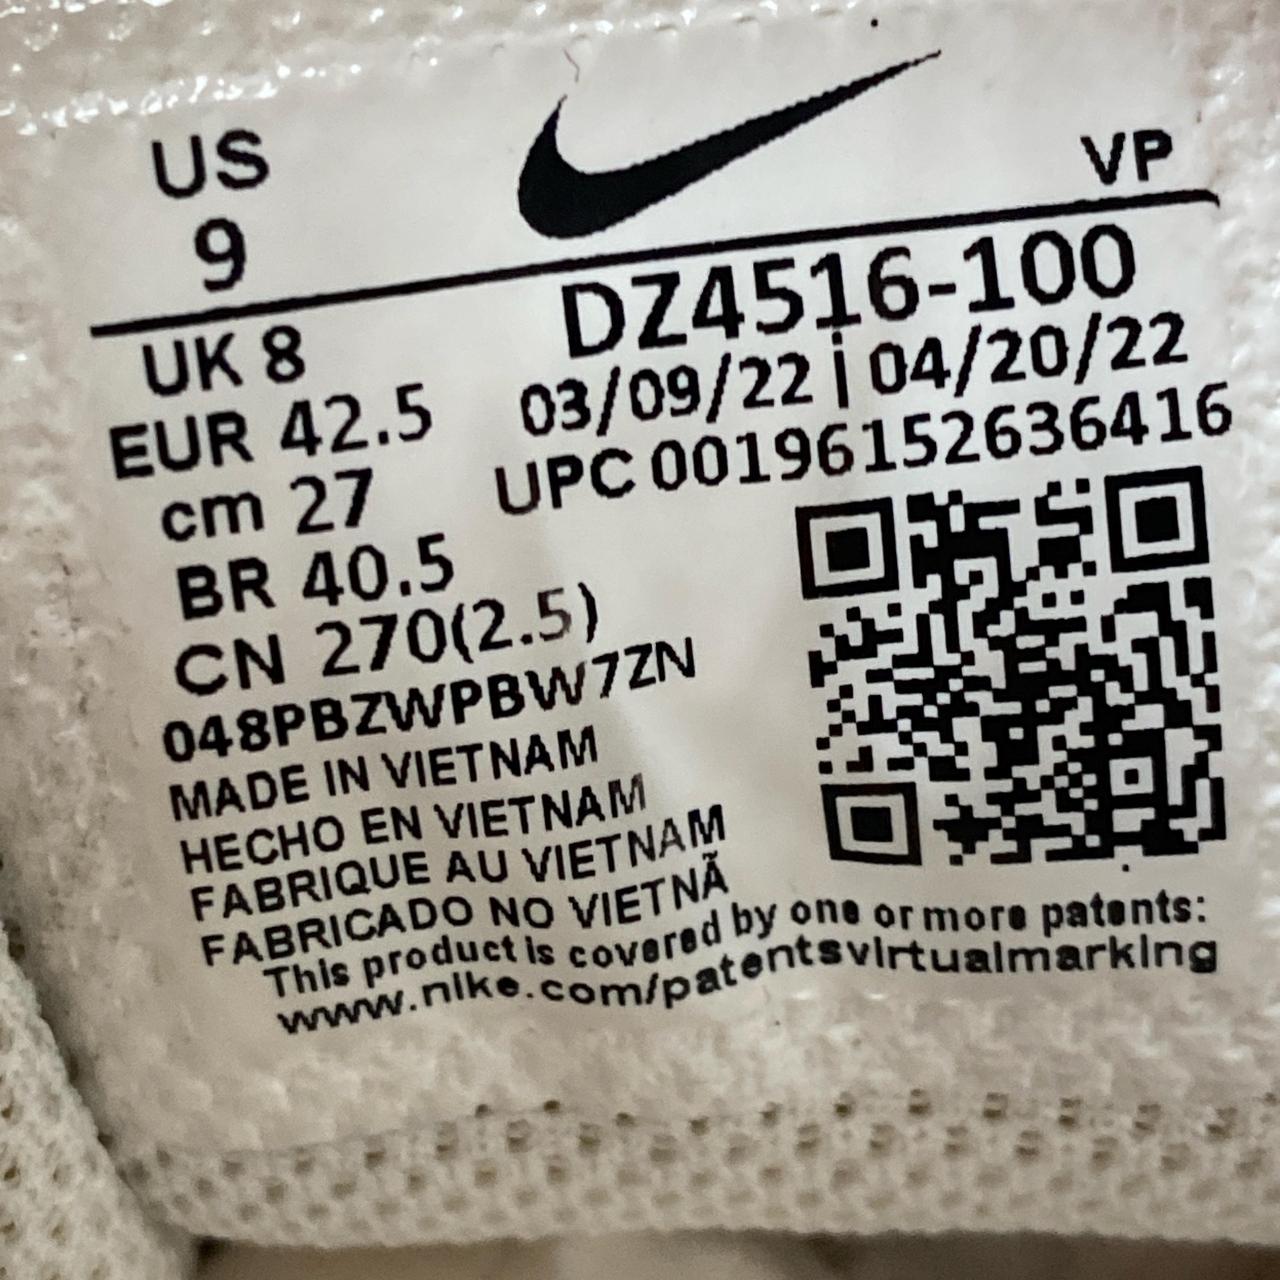 US
9
VP
UK 8
EUR 42.5
cm 27
BR 40.5
CN 270(2.5)
DZ4516-100
03/09/22 | 04/20/22
UPC 00196152636416
048PBZWPBW7ZN
MADE IN VIETNAM
HECHO EN VIETNAM
FABRIQUE AU VIETNAM
FABRICADO NO VIETNÃ
This product is covered by one or more patents:
www.nike.com/patentsvirtualmarking